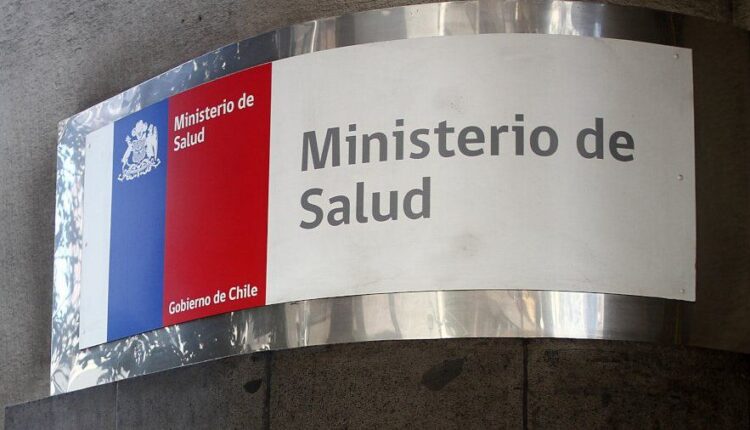 Ministerio de
Salud
Gobierno de Chile
Ministerio de
Salud